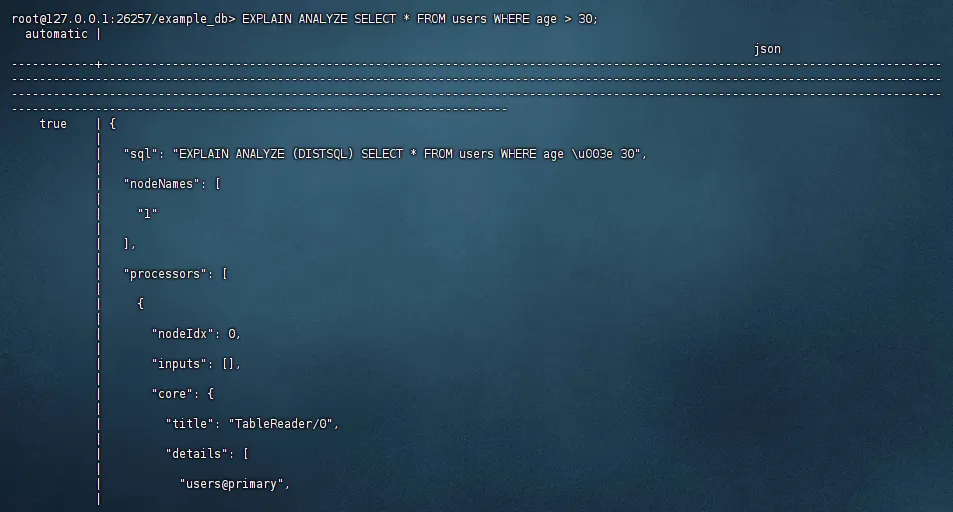 root@127.0.0.1:26257/example_db> EXPLAIN ANALYZE SELECT * FROM users WHERE age > 30;
  automatic |
                                                                                                          json
------------+------------------------------------------------------------------------------------------------------------------------
-------------------------------------------------------------------------------------------------------------------------------------
-------------------------------------------------------------------------------------------------------------------------------------
-----------------------------------------------------------------------
    true    | {
            |
            |   "sql": "EXPLAIN ANALYZE (DISTSQL) SELECT * FROM users WHERE age \u003e 30",
            |
            |   "nodeNames": [
            |
            |     "1"
            |
            |   ],
            |
            |   "processors": [
            |
            |     {
            |
            |       "nodeIdx": 0,
            |
            |       "inputs": [],
            |
            |       "core": {
            |
            |         "title": "TableReader/0",
            |
            |         "details": [
            |
            |           "users@primary",
            |